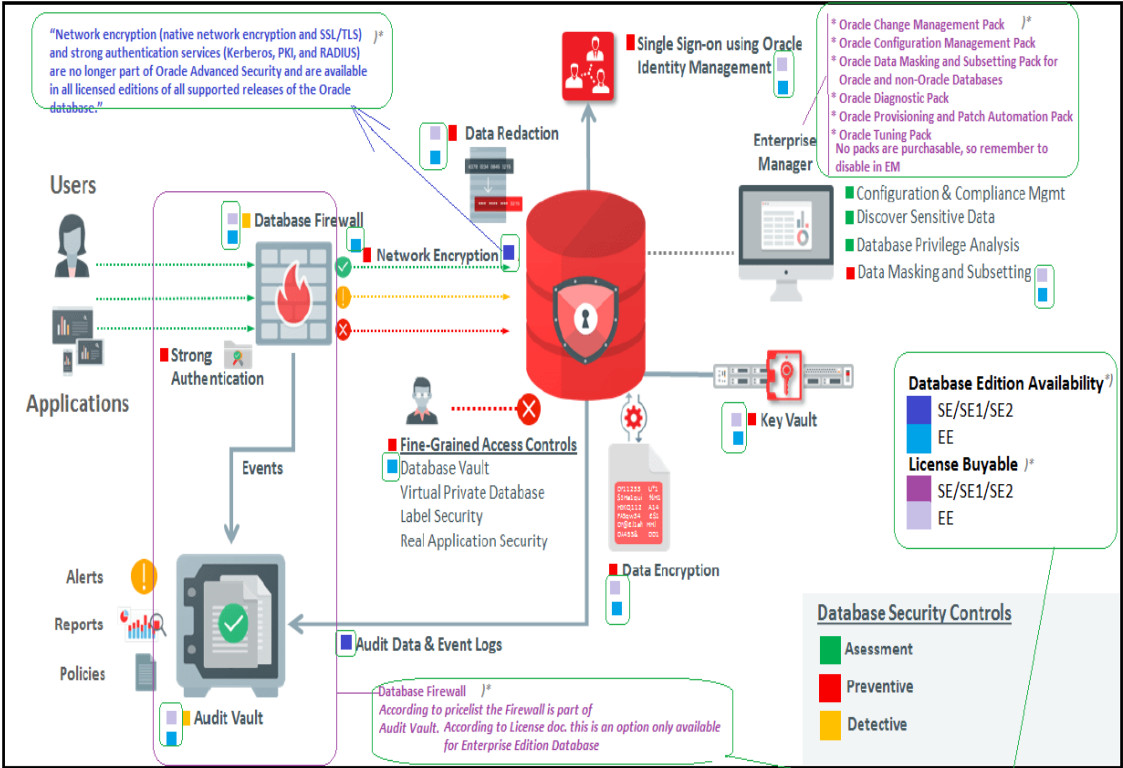 “Network encryption (native network encryption and SSL/TLS) )*
and strong authentication services (Kerberos, PKI, and RADIUS)
are no longer part of Oracle Advanced Security and are available
in all licensed editions of all supported releases of the Oracle
database.”
Single Sign-on using Oracle
Identity Management
* Oracle Change Management Pack )*
* Oracle Configuration Management Pack
* Oracle Data Masking and Subsetting Pack for
Oracle and non-Oracle Databases
* Oracle Diagnostic Pack
* Oracle Provisioning and Patch Automation Pack
* Oracle Tuning Pack
No packs are purchasable, so remember to
disable in EM
Data Redaction
Enterprise
Manager
Configuration & Compliance Mgmt
Discover Sensitive Data
Database Privilege Analysis
Data Masking and Subsetting
Users
Database Firewall
Network Encryption
Strong
Authentication
Applications
Events
Fine-Grained Access Controls
Database Vault
Virtual Private Database
Label Security
Real Application Security
Key Vault
Data Encryption
Database Edition Availability*)
SE/SE1/SE2
EE
License Buyable )*
SE/SE1/SE2
EE
Alerts
Reports
Policies
Audit Vault
Audit Data & Event Logs
Database Firewall )*
According to pricelist the Firewall is part of
Audit Vault. According to License doc. this is an option only available
for Enterprise Edition Database
Database Security Controls
Asessment
Preventive
Detective